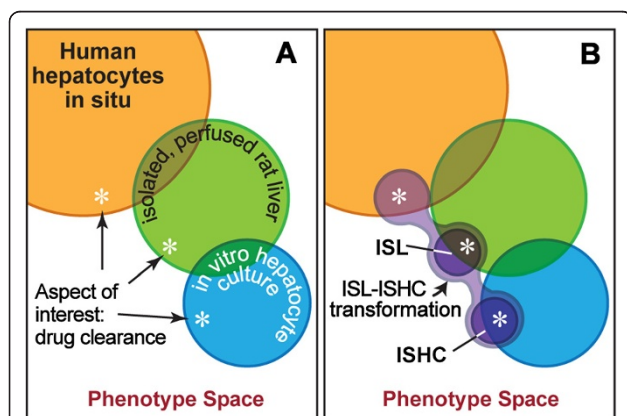 A
Human
hepatocytes
in situ
isolated, perfused rat liver
in vitro hepatocyte
culture
*
*
*
Aspect of
interest:
drug clearance
Phenotype Space
B
*
*
*
ISL
ISL-ISHC
transformation
ISHC
Phenotype Space